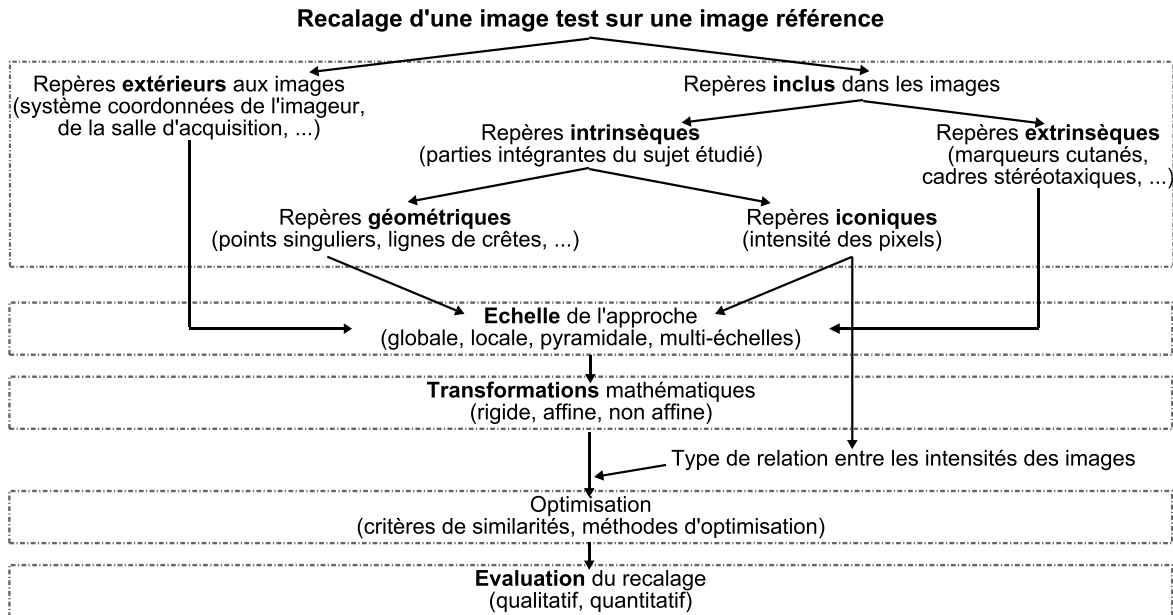 Recalage d'une image test sur une image référence
Repères extérieurs aux images
(système coordonnées de l'imageur,
de la salle d'acquisition, ...)
Repères inclus dans les images
Repères intrinsèques
(parties intégrantes du sujet étudié)
Repères extrinsèques
(marqueurs cutanés,
cadres stéréotaxiques, ...)
Repères géométriques
(points singuliers, lignes de crêtes, ...)
Repères iconiques
(intensité des pixels)
Echelle de l'approche
(globale, locale, pyramidale, multi-échelles)
Transformations mathématiques
(rigide, affine, non affine)
Type de relation entre les intensités des images
Optimisation
(critères de similarités, méthodes d'optimisation)
Evaluation du recalage
(qualitatif, quantitatif)